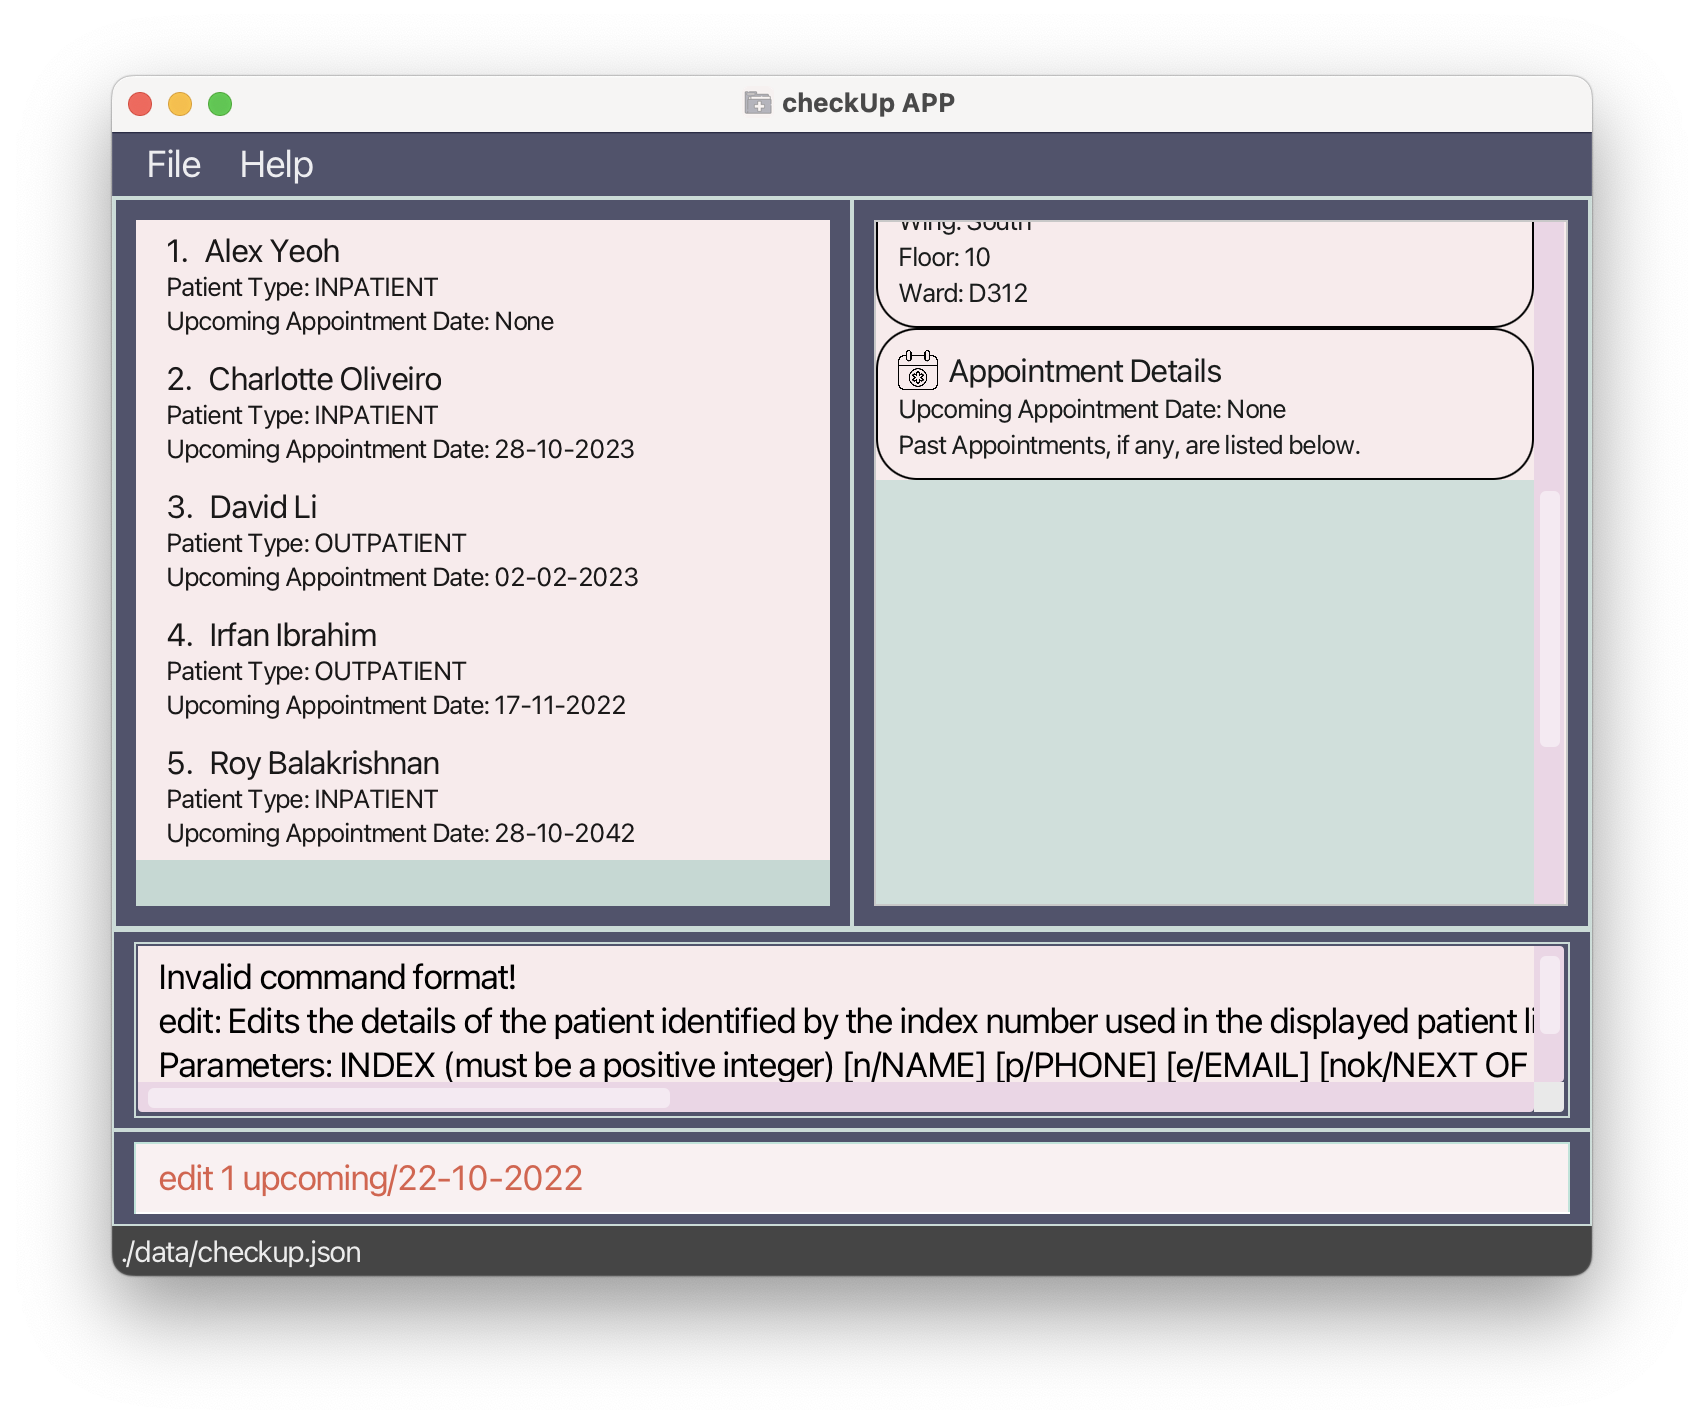 checkUp APP
File Help
1. Alex Yeoh
Patient Type: INPATIENT
Upcoming Appointment Date: None
2. Charlotte Oliveiro
Patient Type: INPATIENT
Upcoming Appointment Date: 28-10-2023
3. David Li
Patient Type: OUTPATIENT
Upcoming Appointment Date: 02-02-2023
4. Irfan Ibrahim
Patient Type: OUTPATIENT
Upcoming Appointment Date: 17-11-2022
5. Roy Balakrishnan
Patient Type: INPATIENT
Upcoming Appointment Date: 28-10-2042
Wing: South
Floor: 10
Ward: D312
Appointment Details
Upcoming Appointment Date: None
Past Appointments, if any, are listed below.
Invalid command format!
edit: Edits the details of the patient identified by the index number used in the displayed patient li
Parameters: INDEX (must be a positive integer) [n/NAME] [p/PHONE] [e/EMAIL] [nok/NEXT OF
edit 1 upcoming/22-10-2022
./data/checkup.json